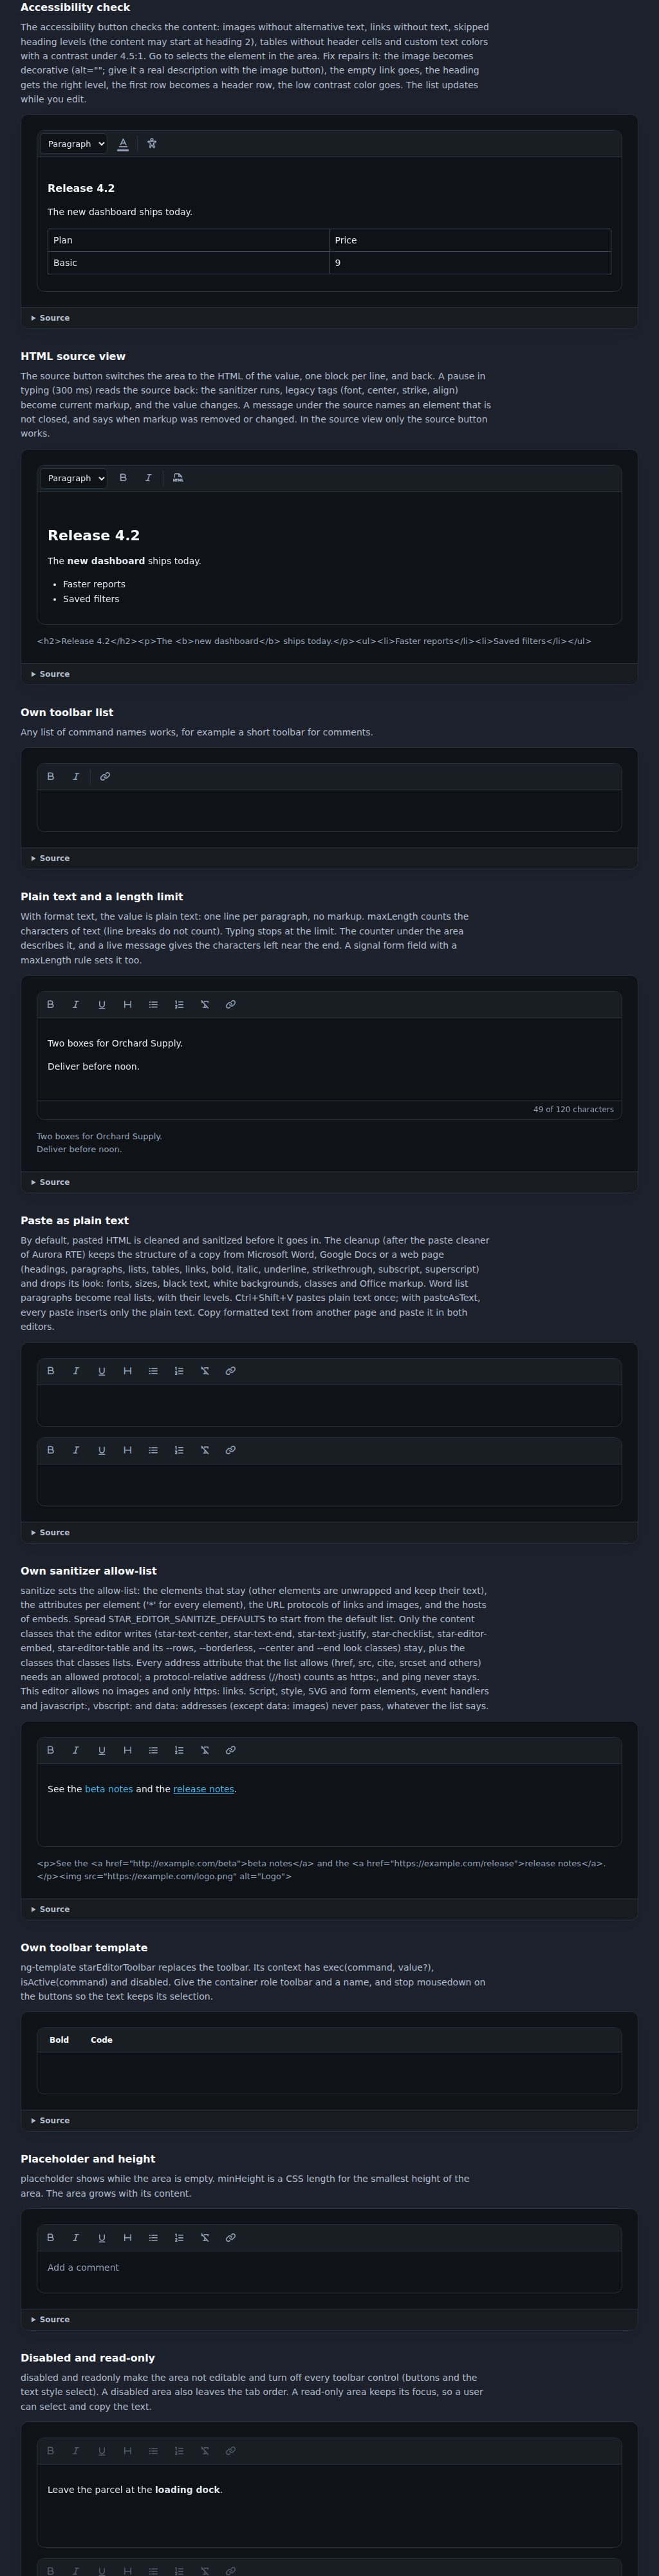 Accessibility check
The accessibility button checks the content: images without alternative text, links without text, skipped
heading levels (the content may start at heading 2), tables without header cells and custom text colors
with a contrast under 4.5:1. Go to selects the element in the area. Fix repairs it: the image becomes
decorative (alt=""; give it a real description with the image button), the empty link goes, the heading
gets the right level, the first row becomes a header row, the low contrast color goes. The list updates
while you edit.
Paragraph
Release 4.2
The new dashboard ships today.
Plan Price
Basic 9
Source
HTML source view
The source button switches the area to the HTML of the value, one block per line, and back. A pause in
typing (300 ms) reads the source back: the sanitizer runs, legacy tags (font, center, strike, align)
become current markup, and the value changes. A message under the source names an element that is
not closed, and says when markup was removed or changed. In the source view only the source button
works.
Paragraph B I
Release 4.2
The new dashboard ships today.
• Faster reports
• Saved filters
<h2>Release 4.2</h2><p>The <b>new dashboard</b> ships today.</p><ul><li>Faster reports</li><li>Saved filters</li></ul>
Source
Own toolbar list
Any list of command names works, for example a short toolbar for comments.
B I
Source
Plain text and a length limit
With format text, the value is plain text: one line per paragraph, no markup. maxLength counts the
characters of text (line breaks do not count). Typing stops at the limit. The counter under the area
describes it, and a live message gives the characters left near the end. A signal form field with a
maxLength rule sets it too.
B I U H
Two boxes for Orchard Supply.
Deliver before noon.
49 of 120 characters
Two boxes for Orchard Supply.
Deliver before noon.
Source
Paste as plain text
By default, pasted HTML is cleaned and sanitized before it goes in. The cleanup (after the paste cleaner
of Aurora RTE) keeps the structure of a copy from Microsoft Word, Google Docs or a web page
(headings, paragraphs, lists, tables, links, bold, italic, underline, strikethrough, subscript, superscript)
and drops its look: fonts, sizes, black text, white backgrounds, classes and Office markup. Word list
paragraphs become real lists, with their levels. Ctrl+Shift+V pastes plain text once; with pasteAsText,
every paste inserts only the plain text. Copy formatted text from another page and paste it in both
editors.
B I U H
B I U H
Source
Own sanitizer allow-list
sanitize sets the allow-list: the elements that stay (other elements are unwrapped and keep their text),
the attributes per element ('*' for every element), the URL protocols of links and images, and the hosts
of embeds. Spread STAR_EDITOR_SANITIZE_DEFAULTS to start from the default list. Only the content
classes that the editor writes (star-text-center, star-text-end, star-text-justify, star-checklist, star-editor-
embed, star-editor-table and its --rows, --borderless, --center and --end look classes) stay, plus the
classes that classes lists. Every address attribute that the list allows (href, src, cite, srcset and others)
needs an allowed protocol; a protocol-relative address (//host) counts as https:, and ping never stays.
This editor allows no images and only https: links. Script, style, SVG and form elements, event handlers
and javascript:, vbscript: and data: addresses (except data: images) never pass, whatever the list says.
B I U H
See the beta notes and the release notes.
<p>See the <a href="http://example.com/beta">beta notes</a> and the <a href="https://example.com/release">release notes</a>.
</p><img src="https://example.com/logo.png" alt="Logo">
Source
Own toolbar template
ng-template starEditorToolbar replaces the toolbar. Its context has exec(command, value?),
isActive(command) and disabled. Give the container role toolbar and a name, and stop mousedown on
the buttons so the text keeps its selection.
Bold Code
Source
Placeholder and height
placeholder shows while the area is empty. minHeight is a CSS length for the smallest height of the
area. The area grows with its content.
B I U H
Add a comment
Source
Disabled and read-only
disabled and readonly make the area not editable and turn off every toolbar control (buttons and the
text style select). A disabled area also leaves the tab order. A read-only area keeps its focus, so a user
can select and copy the text.
B I U H
Leave the parcel at the loading dock.
B I U H